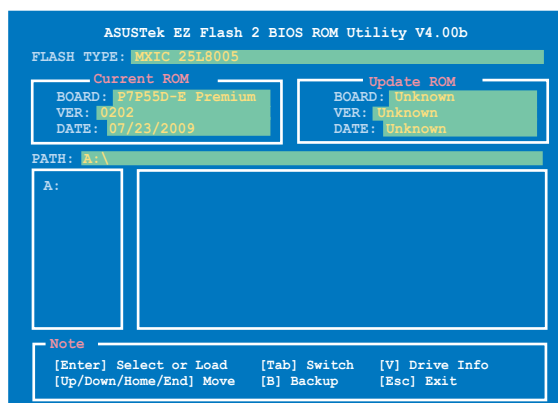 ASUSTek EZ Flash 2 BIOS ROM Utility V4.00b
FLASH TYPE: MXIC 25L8005
Current ROM
BOARD: P7P55D-E Premium
VER: 0202
DATE: 07/23/2009
Update ROM
BOARD: Unknown
VER: Unknown
DATE: Unknown
PATH: A:\
A:
Note
[Enter] Select or Load [Tab] Switch [V] Drive Info
[Up/Down/Home/End] Move [B] Backup [Esc] Exit